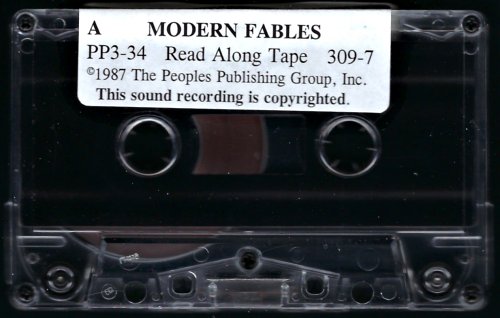 A MODERN FABLES
PP3-34 Read Along Tape 309-7
©1987 The Peoples Publishing Group, Inc.
This sound recording is copyrighted.